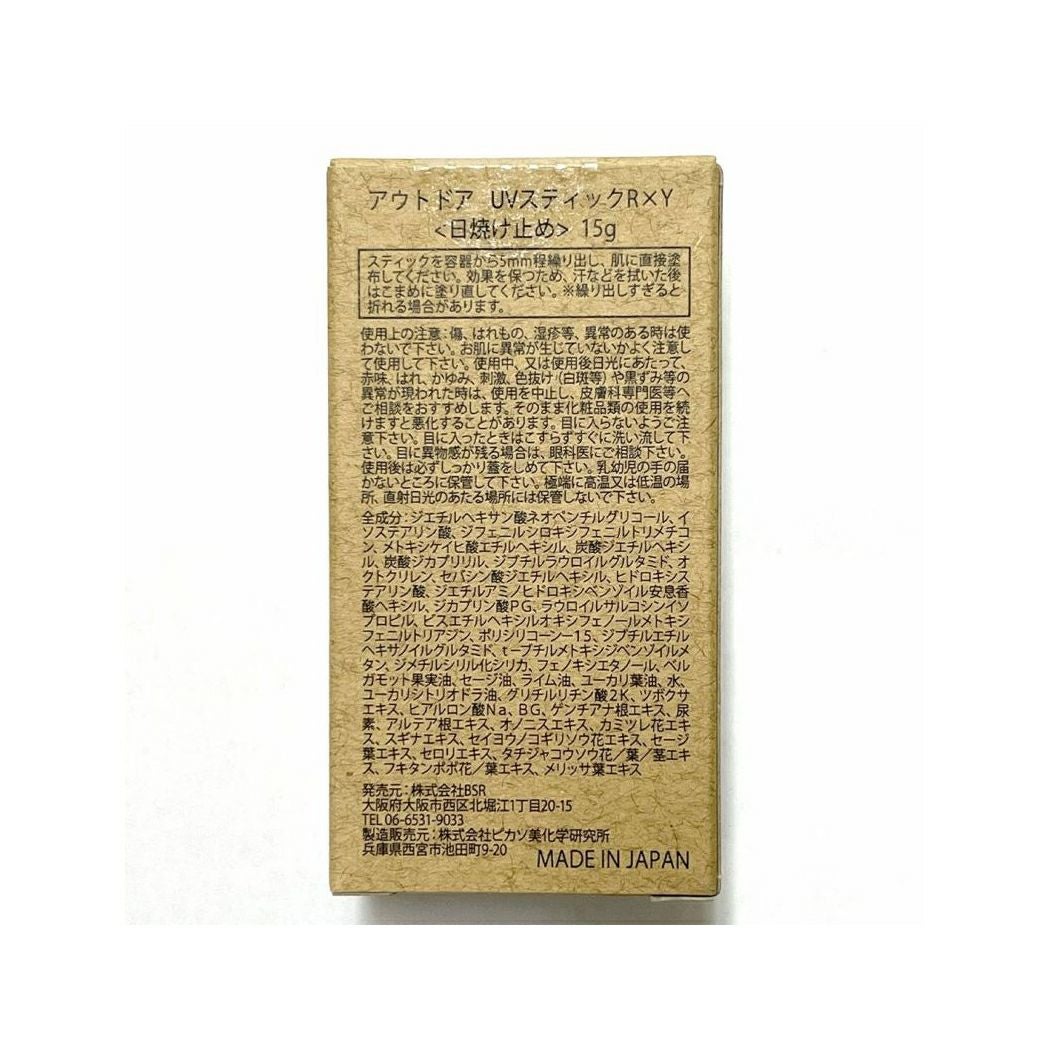 アウトドア UVスティックR×Y
<日焼け止め> 15g
スティックを容器から5mm程繰り出し、肌に直接塗
布してください。効果を保つため、汗などを拭いた後
はこまめに塗り直してください。※繰り出しすぎると
折れる場合があります。
使用上の注意:傷、はれもの、湿疹等、異常のある時は使
わないで下さい。お肌に異常が生じていないかよく注意し
て使用して下さい。使用中、又は使用後日光にあたって、
赤味、はれ、かゆみ、刺激、色抜け(白斑等)や黒ずみ等の
異常が現われた時は、使用を中止し、皮膚科専門医等へ
ご相談をおすすめします。そのまま化粧品類の使用を続
けますと悪化することがあります。目に入らないようご注
意下さい。目に入ったときはこすらずすぐに洗い流して下
さい。目に異物感が残る場合は、眼科医にご相談下さい。
使用後は必ずしっかり蓋をしめて下さい。乳幼児の手の届
かないところに保管して下さい。極端に高温又は低温の場
所、直射日光のあたる場所には保管しないで下さい。
全成分:ジエチルヘキサン酸ネオペンチルグリコール、イ
ソステアリン酸、ジフェニルシロキシフェニルトリメチコ
ン、メトキシケイヒ酸エチルヘキシル、炭酸ジエチルヘキシ
ル、炭酸ジカプリリル、ジブチルラウロイルグルタミド、オ
クトクリレン、セバシン酸ジエチルヘキシル、ヒドロキシス
テアリン酸、ジエチルアミノヒドロキシベンゾイル安息香
酸ヘキシル、ジカプリン酸PG、ラウロイルサルコシンイソ
プロピル、ビスエチルヘキシルオキシフェノールメトキシ
フェニルトリアジン、ポリシリコーン-15、ジブチルエチル
ヘキサノイルグルタミド、t-ブチルメトキシジベンゾイルメ
タン、ジメチルシリル化シリカ、フェノキシエタノール、ベル
ガモット果実油、セージ油、ライム油、ユーカリ葉油、水、
ユーカリシトリオドラ油、グリチルリチン酸2K、ツボクサ
エキス、ヒアルロン酸Na、BG、ゲンチアナ根エキス、尿
素、アルテア根エキス、オノニスエキス、カミツレ花エキ
ス、スギナエキス、セイヨウノコギリソウ花エキス、セージ
葉エキス、セロリエキス、タチジャコウソウ花/葉/茎エキ
ス、フキタンポポ花/葉エキス、メリッサ葉エキス
発売元:株式会社BSR
大阪府大阪市西区北堀江1丁目20-15
TEL 06-6531-9033
製造販売元:株式会社ピカソ美化学研究所
兵庫県西宮市池田町9-20
MADE IN JAPAN